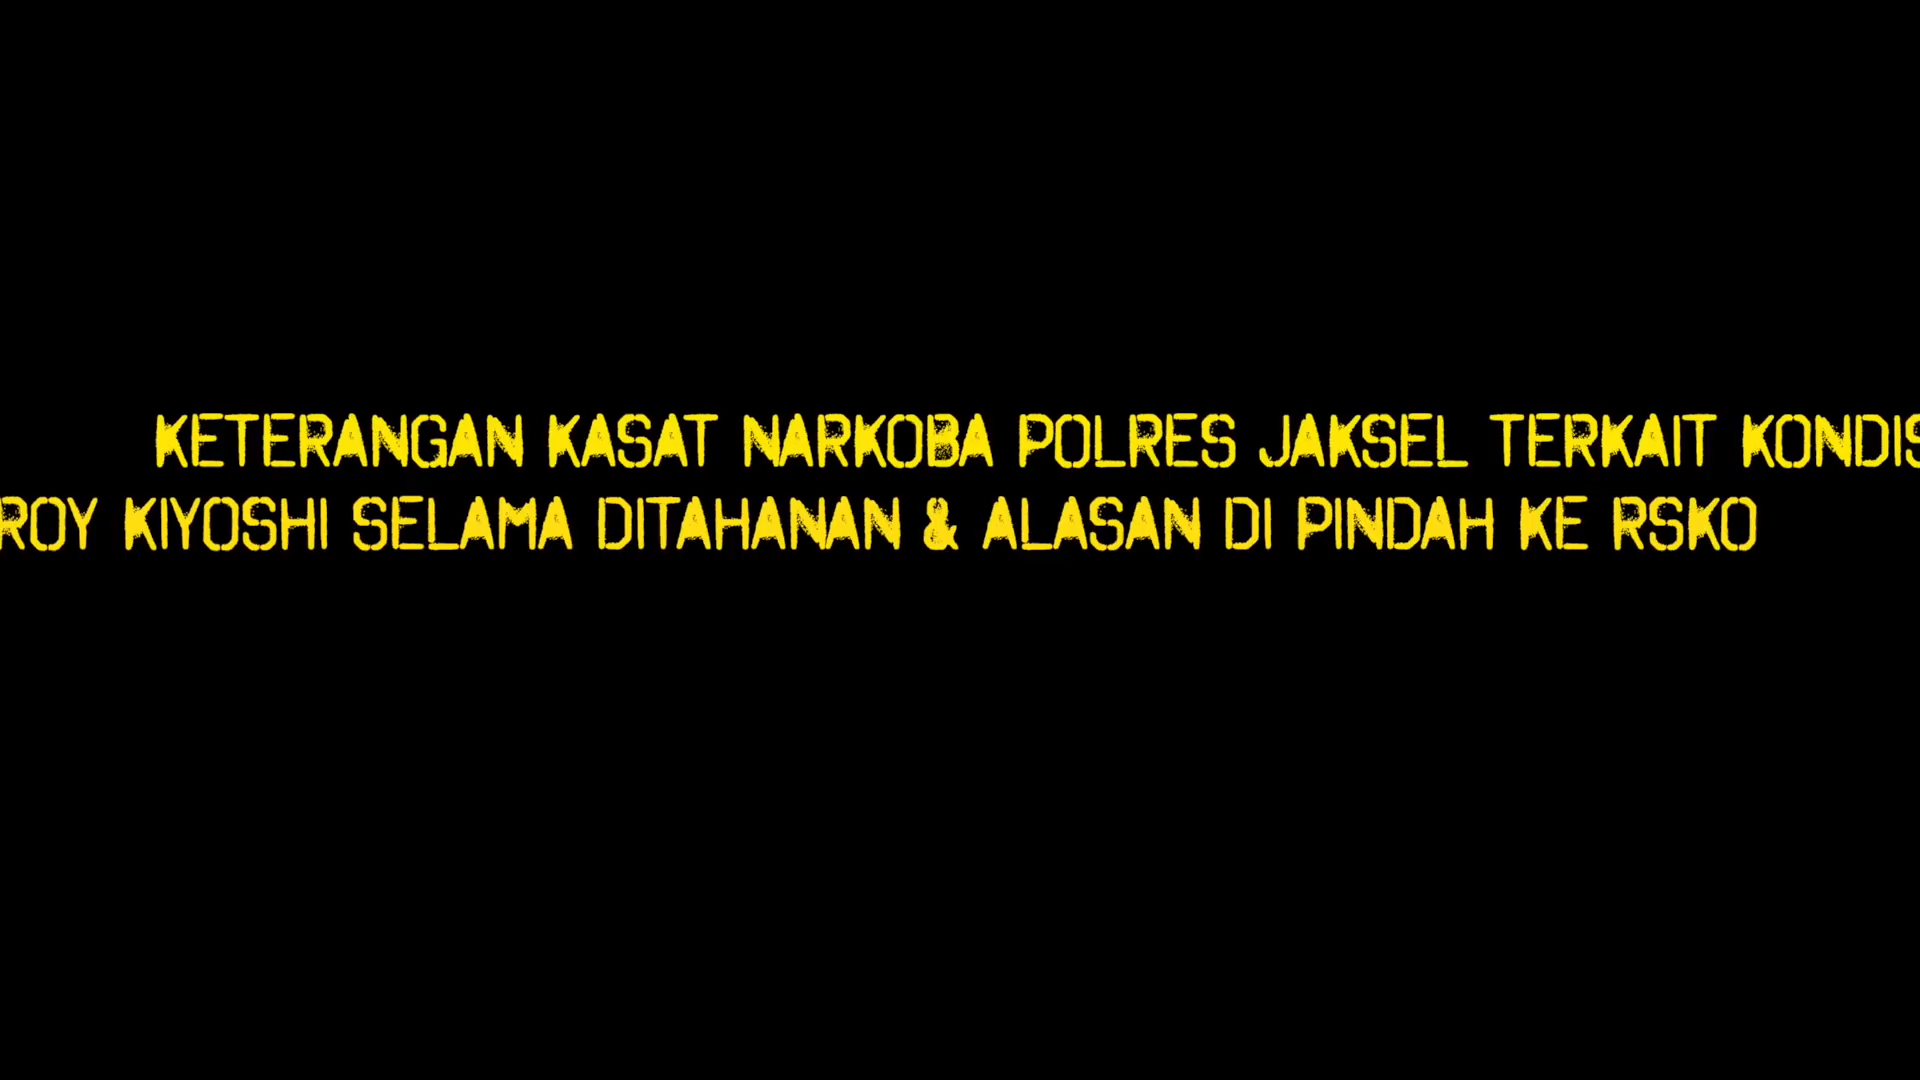 KETERANGAN KASAT NARKOBA POLRES JAKSEL TERKAIT KONDIS
ROY KIYOSHI SELAMA DITAHANAN & ALASAN DI PINDAH KE RSKO